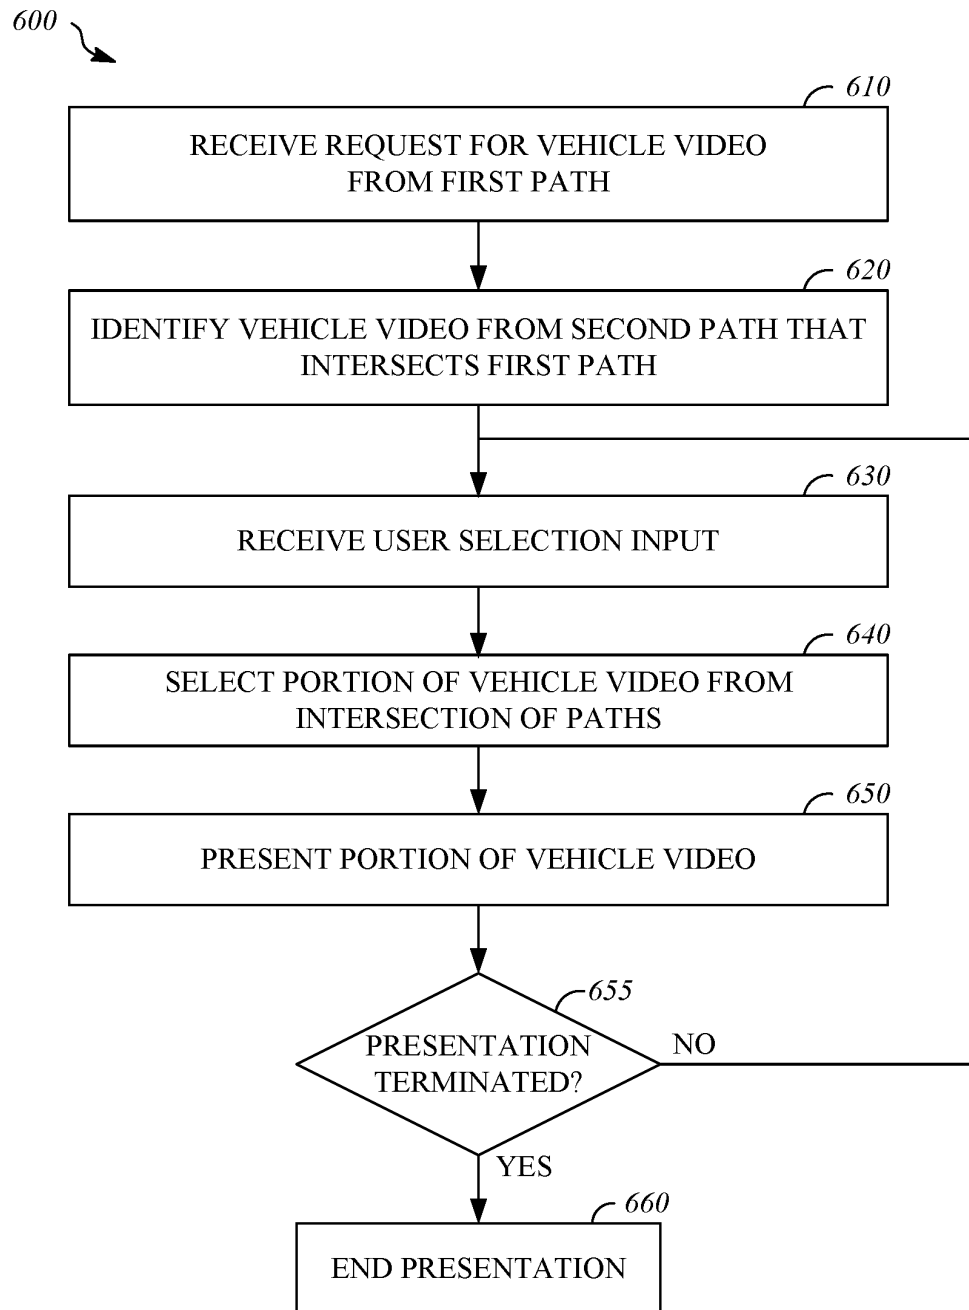 600
610
RECEIVE REQUEST FOR VEHICLE VIDEO
FROM FIRST PATH
620
IDENTIFY VEHICLE VIDEO FROM SECOND PATH THAT
INTERSECTS FIRST PATH
630
RECEIVE USER SELECTION INPUT
640
SELECT PORTION OF VEHICLE VIDEO FROM
INTERSECTION OF PATHS
650
PRESENT PORTION OF VEHICLE VIDEO
655
PRESENTATION
TERMINATED?
NO
YES
660
END PRESENTATION